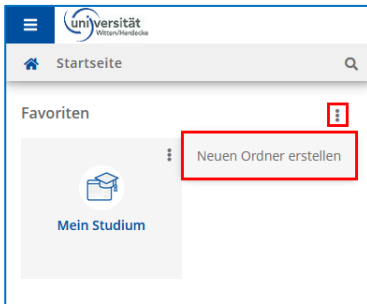 universität
Witten/Herdecke
Startseite
Favoriten
Neuen Ordner erstellen
Mein Studium